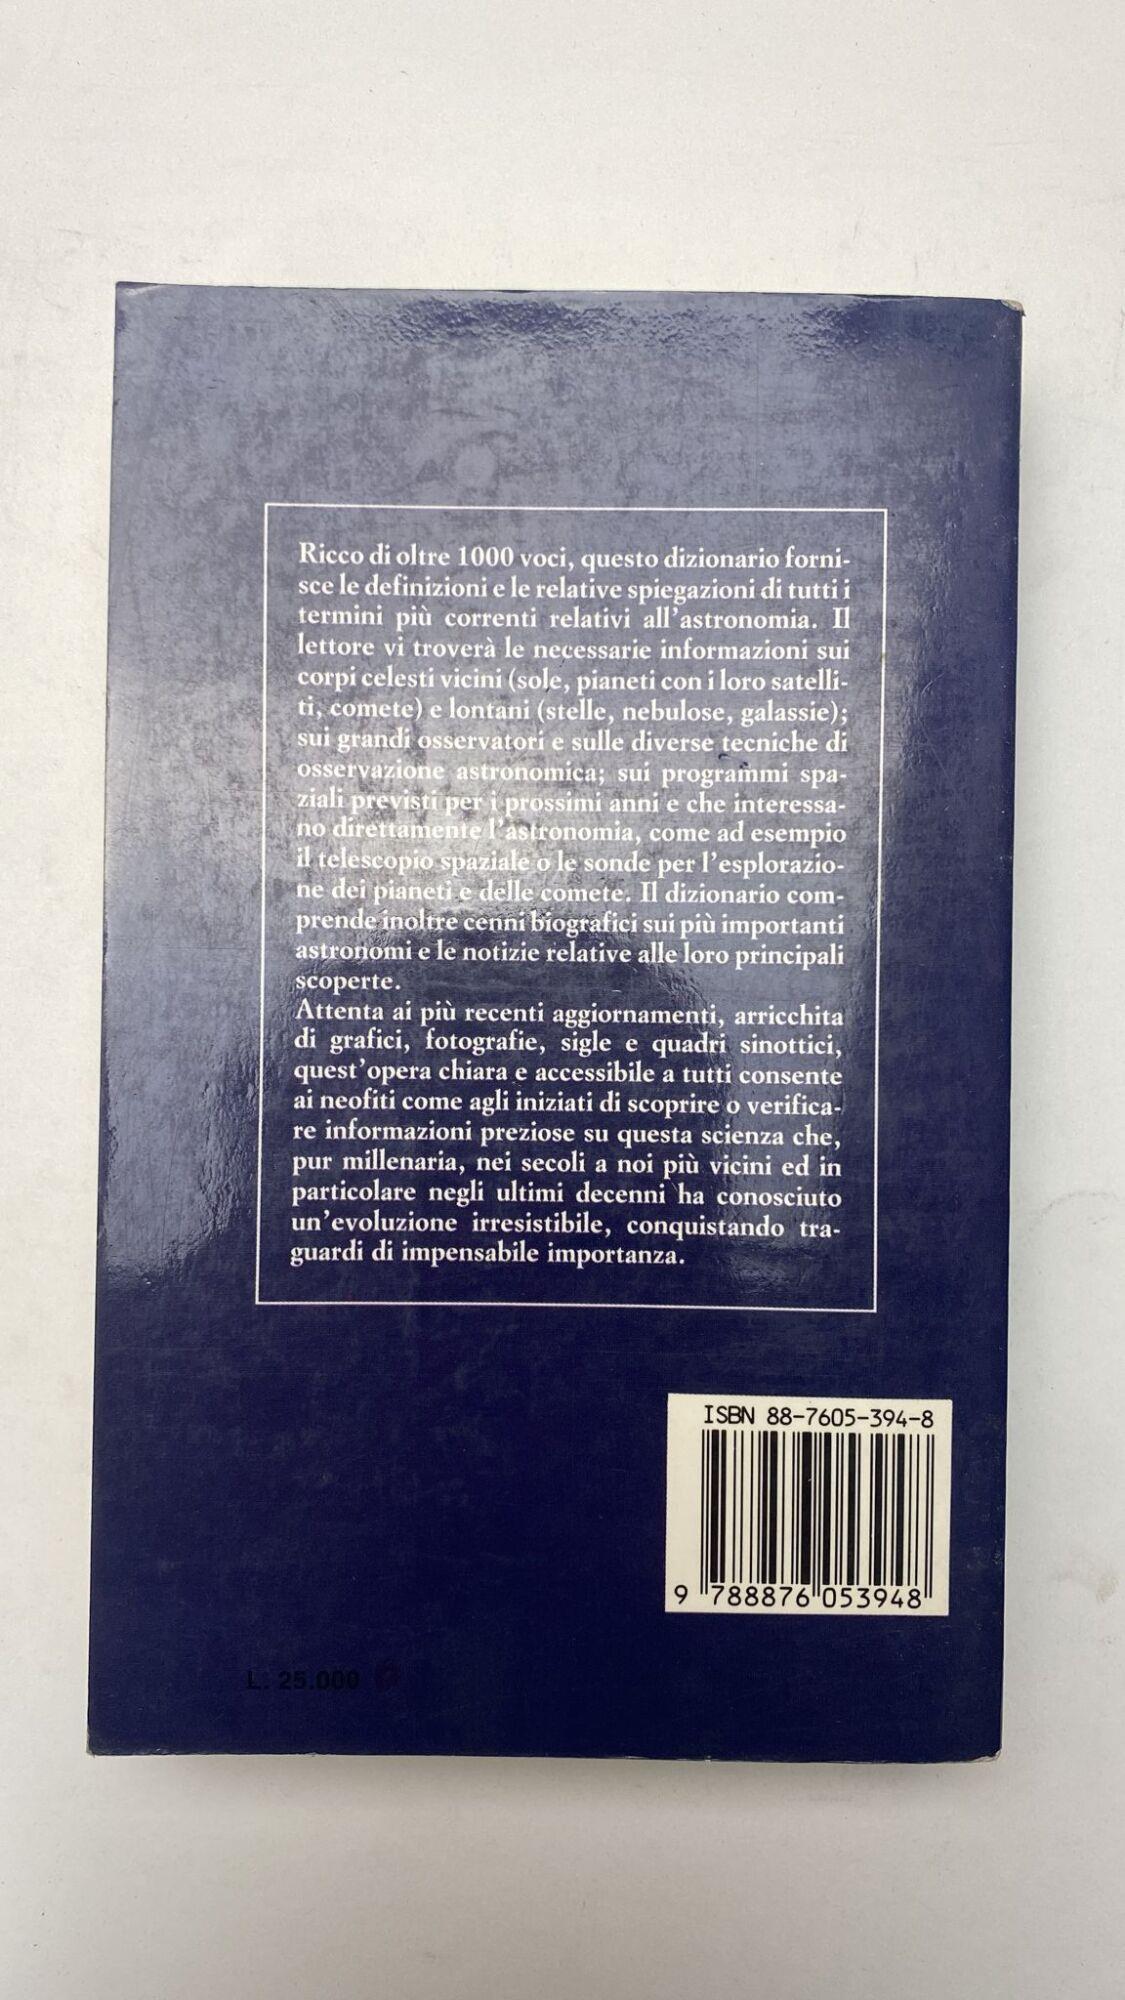 Ricco di oltre 1000 voci, questo dizionario forni-
sce le definizioni e le relative spiegazioni di tutti i
termini più correnti relativi all'astronomia. Il
lettore vi troverà le necessarie informazioni sui
corpi celesti vicini (sole, pianeti con i loro satelli-
ti, comete) e lontani (stelle, nebulose, galassie);
sui grandi osservatori e sulle diverse tecniche di
osservazione astronomica; sui programmi spa-
ziali previsti per i prossimi anni e che interessa-
no direttamente l'astronomia, come ad esempio
il telescopio spaziale o le sonde per l'esplorazio-
ne dei pianeti e delle comete. Il dizionario com-
prende inoltre cenni biografici sui più importanti
astronomi e le notizie relative alle loro principali
scoperte.
Attenta ai più recenti aggiornamenti, arricchita
di grafici, fotografie, sigle e quadri sinottici,
quest'opera chiara e accessibile a tutti consente
ai neofiti come agli iniziati di scoprire o verifica-
re informazioni preziose su questa scienza che,
pur millenaria, nei secoli a noi più vicini ed in
particolare negli ultimi decenni ha conosciuto
un'evoluzione irresistibile, conquistando tra-
guardi di impensabile importanza.
ISBN 88-7605-394-8
9 788876 053948
L. 25.000